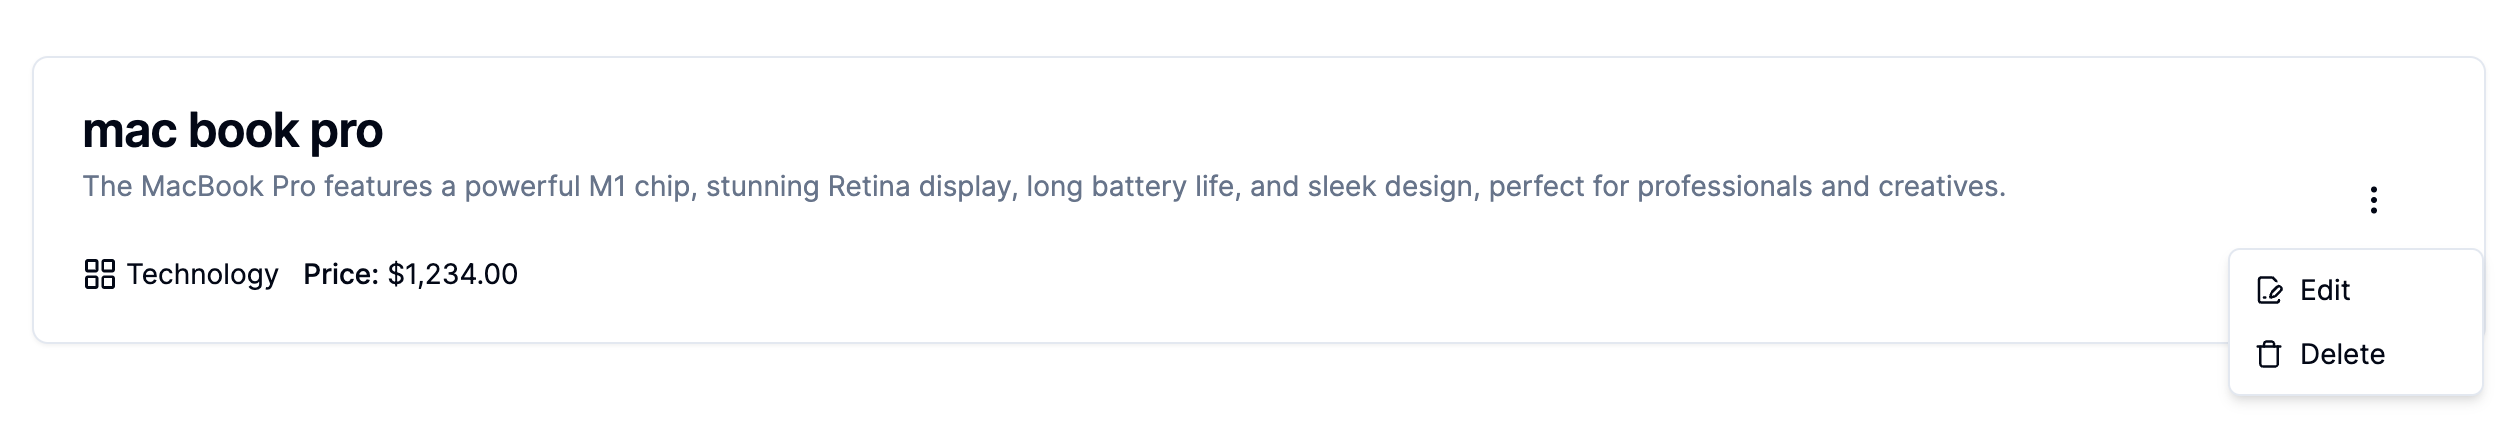 mac book pro
The MacBook Pro features a powerful M1 chip, stunning Retina display, long battery life, and sleek design, perfect for professionals and creatives.
Technology Price: $1,234.00
Edit
Delete